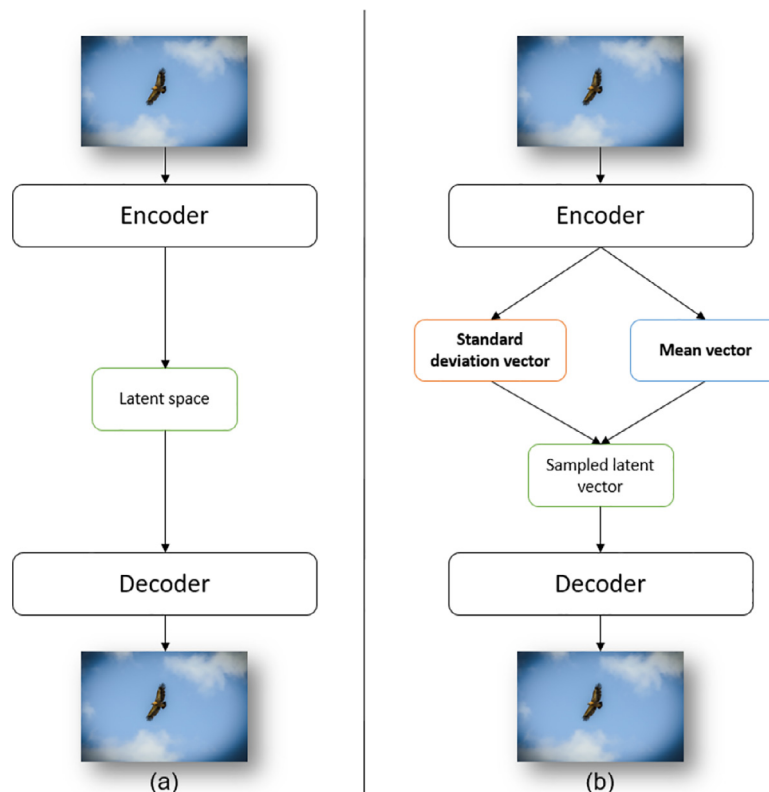 Encoder
Latent space
Decoder
(a)
Encoder
Standard
deviation vector
Mean vector
Sampled latent
vector
Decoder
(b)